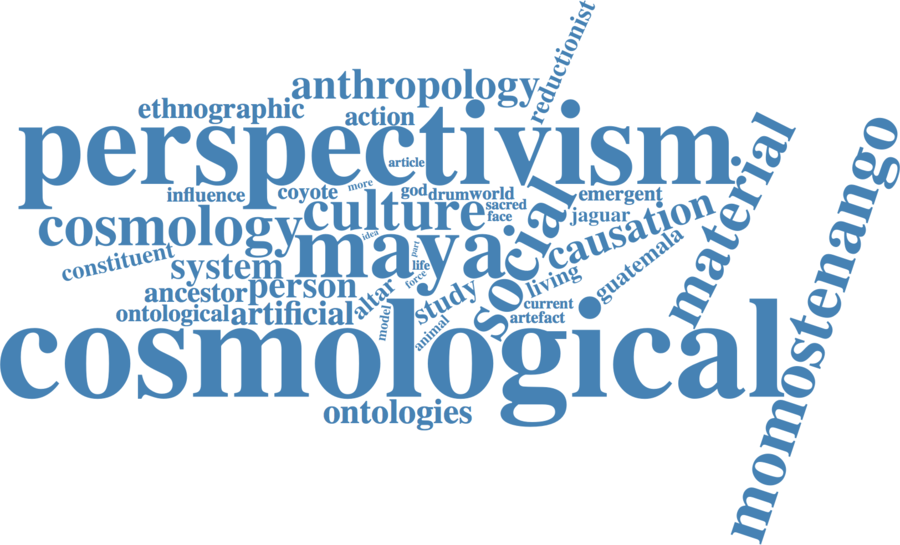 reductionist
anthropology
ethnographic
action
perspectivism
article
more
influence
coyote
god
drum
world
sacred
emergent
face
jaguar
culture
cosmology
social
causation
material
momostenango
idea
part
maya
constituent
system
life
force
living
guatemala
ancestor
person
altar
study
current
ontological
artificial
model
animal
artefact
cosmological
ontologies